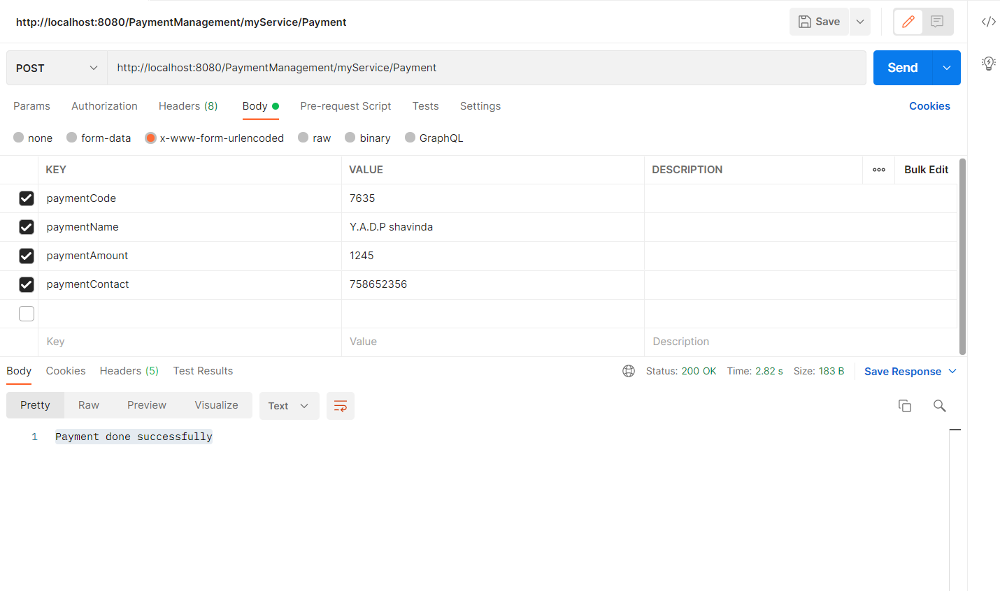 http://localhost:8080/PaymentManagement/myService/Payment Save
POST http://localhost:8080/PaymentManagement/myService/Payment Send
Params Authorization Headers (8) Body Pre-request Script Tests Settings Cookies
none form-data x-www-form-urlencoded raw binary GraphQL
KEY VALUE DESCRIPTION ooo Bulk Edit
paymentCode 7635
paymentName Y.A.D.P shavinda
paymentAmount 1245
paymentContact 758652356
Key Value Description
Body Cookies Headers (5) Test Results Status: 200 OK Time: 2.82 s Size: 183 B Save Response
Pretty Raw Preview Visualize Text
1 Payment done successfully